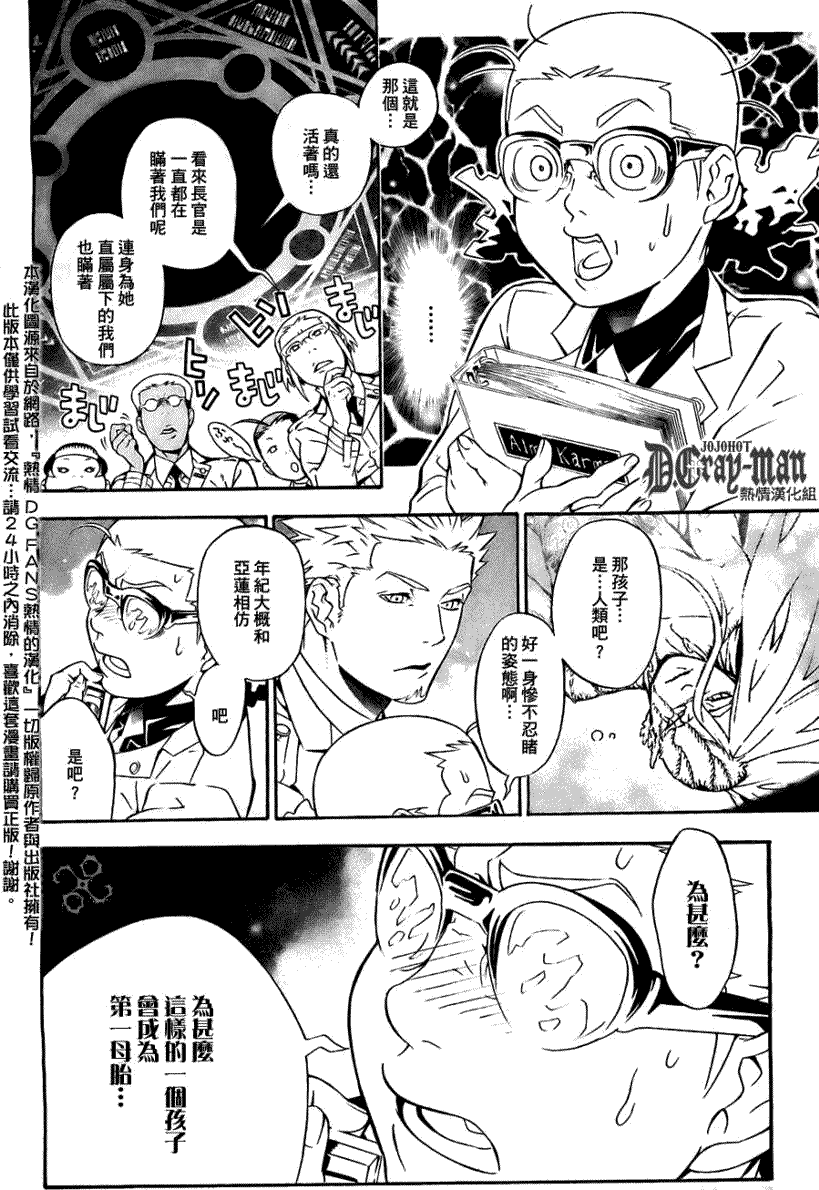 這就是
那個…
真的還
活著嗎…
看來長官是
一直都在
瞞著我們呢
連身為她
直屬屬下的我們
也瞞著
……
まじ
ヒソ
ヒソ
まじ
JOJOHOT
D.Gray-man
熱情漢化組
那孩子…
是…人類吧?
好一身慘不忍睹
的姿態啊…
年紀大概和
亞蓮相仿
吧
是吧?
為甚麼?
為甚麼
這樣的一個孩子
會成為
第一母胎…
本漢化圖源來自於網路,『熱情DG FANS熱情的漢化』一切版權歸原作者與出版社擁有!
此版本僅供學習試看交流…請24小時之內消除,喜歡這套漫畫請購買正版!謝謝。